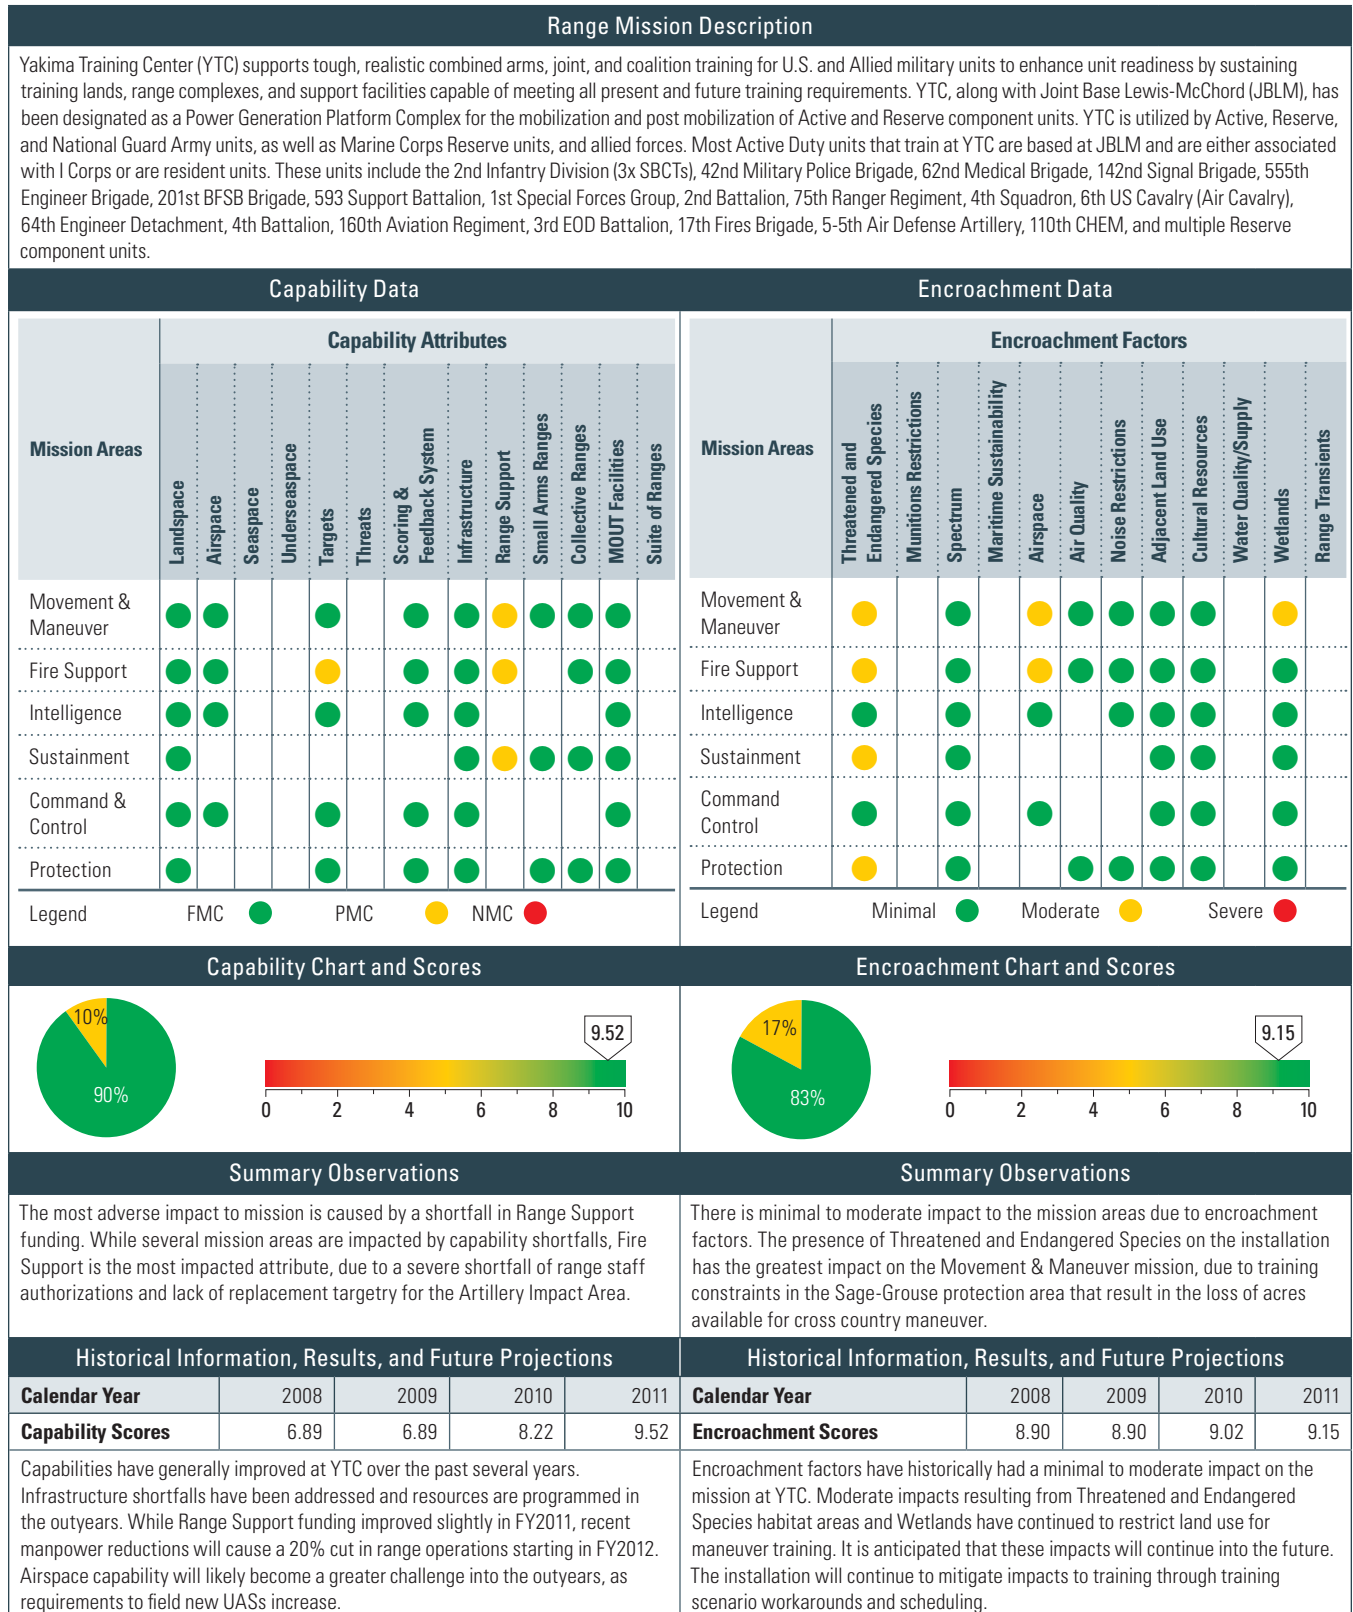 Range Mission Description
Yakima Training Center (YTC) supports tough, realistic combined arms, joint, and coalition training for U.S. and Allied military units to enhance unit readiness by sustaining
training lands, range complexes, and support facilities capable of meeting all present and future training requirements. YTC, along with Joint Base Lewis-McChord (JBLM), has
been designated as a Power Generation Platform Complex for the mobilization and post mobilization of Active and Reserve component units. YTC is utilized by Active, Reserve,
and National Guard Army units, as well as Marine Corps Reserve units, and allied forces. Most Active Duty units that train at YTC are based at JBLM and are either associated
with I Corps or are resident units. These units include the 2nd Infantry Division (3x SBCTs), 42nd Military Police Brigade, 62nd Medical Brigade, 142nd Signal Brigade, 555th
Engineer Brigade, 201st BFSB Brigade, 593 Support Battalion, 1st Special Forces Group, 2nd Battalion, 75th Ranger Regiment, 4th Squadron, 6th US Cavalry (Air Cavalry),
64th Engineer Detachment, 4th Battalion, 160th Aviation Regiment, 3rd EOD Battalion, 17th Fires Brigade, 5-5th Air Defense Artillery, 110th CHEM, and multiple Reserve
component units.
Capability Data
Capability Attributes
Mission Areas
Landspace
Airspace
Seaspace
Underseaspace
Targets
Threats
Scoring &
Feedback System
Infrastructure
Range Support
Small Arms Ranges
Collective Ranges
MOUT Facilities
Suite of Ranges
Movement &
Maneuver
Fire Support
Intelligence
Sustainment
Command &
Control
Protection
Legend FMC PMC NMC
Encroachment Data
Encroachment Factors
Mission Areas
Threatened and
Endangered Species
Munitions Restrictions
Spectrum
Maritime Sustainability
Airspace
Air Quality
Noise Restrictions
Adjacent Land Use
Cultural Resources
Water Quality/Supply
Wetlands
Range Transients
Movement &
Maneuver
Fire Support
Intelligence
Sustainment
Command
Control
Protection
Legend Minimal Moderate Severe
Capability Chart and Scores
10%
90%
9.52
0 2 4 6 8 10
Encroachment Chart and Scores
17%
83%
9.15
0 2 4 6 8 10
Summary Observations
The most adverse impact to mission is caused by a shortfall in Range Support
funding. While several mission areas are impacted by capability shortfalls, Fire
Support is the most impacted attribute, due to a severe shortfall of range staff
authorizations and lack of replacement targetry for the Artillery Impact Area.
Summary Observations
There is minimal to moderate impact to the mission areas due to encroachment
factors. The presence of Threatened and Endangered Species on the installation
has the greatest impact on the Movement & Maneuver mission, due to training
constraints in the Sage-Grouse protection area that result in the loss of acres
available for cross country maneuver.
Historical Information, Results, and Future Projections
Calendar Year 2008 2009 2010 2011
Capability Scores 6.89 6.89 8.22 9.52
Capabilities have generally improved at YTC over the past several years.
Infrastructure shortfalls have been addressed and resources are programmed in
the outyears. While Range Support funding improved slightly in FY2011, recent
manpower reductions will cause a 20% cut in range operations starting in FY2012.
Airspace capability will likely become a greater challenge into the outyears, as
requirements to field new UASs increase.
Historical Information, Results, and Future Projections
Calendar Year 2008 2009 2010 2011
Encroachment Scores 8.90 8.90 9.02 9.15
Encroachment factors have historically had a minimal to moderate impact on the
mission at YTC. Moderate impacts resulting from Threatened and Endangered
Species habitat areas and Wetlands have continued to restrict land use for
maneuver training. It is anticipated that these impacts will continue into the future.
The installation will continue to mitigate impacts to training through training
scenario workarounds and scheduling.